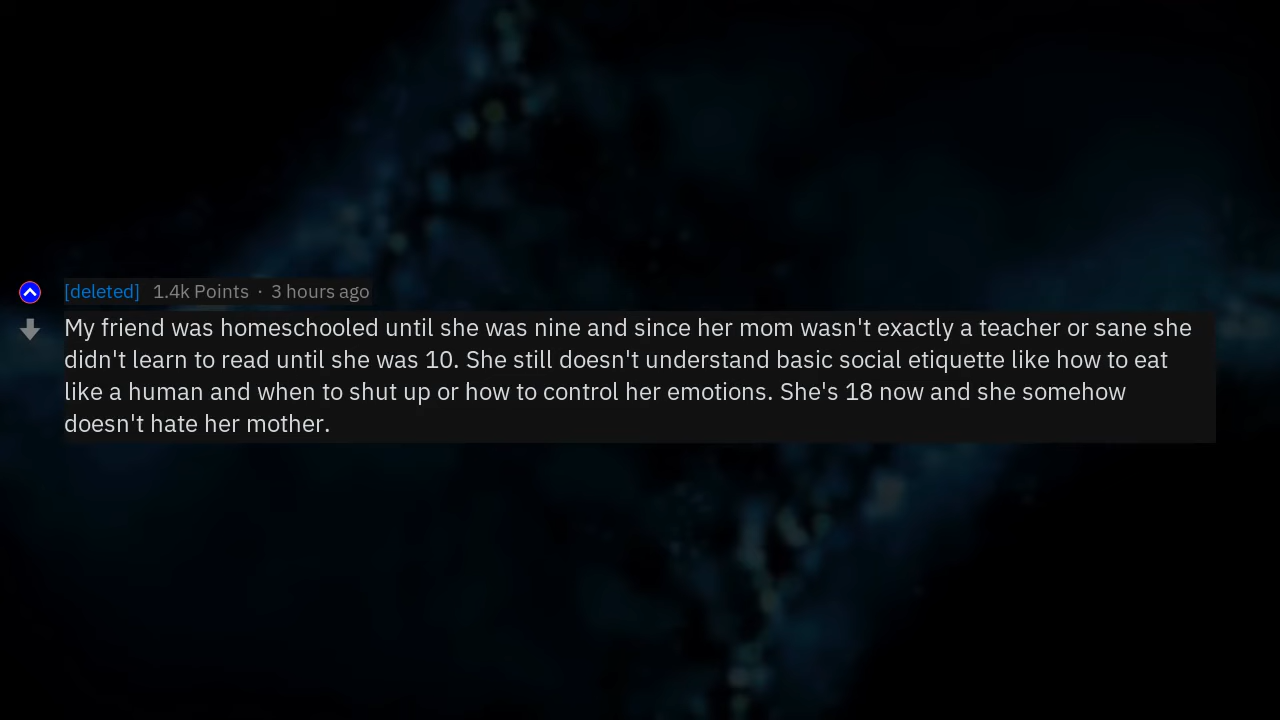 [deleted] 1.4k Points · 3 hours ago
My friend was homeschooled until she was nine and since her mom wasn't exactly a teacher or sane she
didn't learn to read until she was 10. She still doesn't understand basic social etiquette like how to eat
like a human and when to shut up or how to control her emotions. She's 18 now and she somehow
doesn't hate her mother.